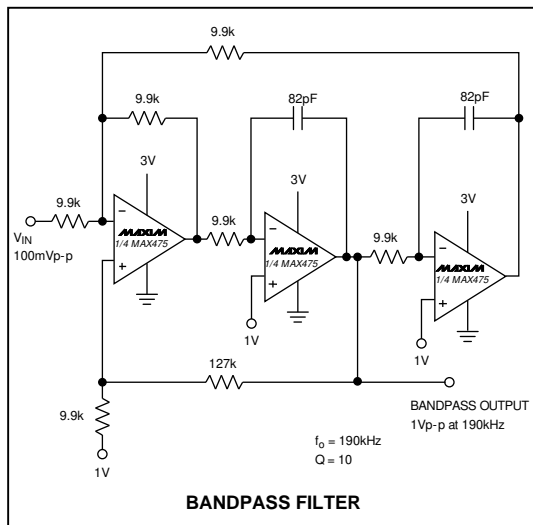 9.9k
9.9k
82pF
82pF
3V
3V
3V
9.9k
VIN
100mVp-p
–
MAXIM
1/4 MAX475
+
9.9k
–
MAXIM
1/4 MAX475
+
9.9k
–
MAXIM
1/4 MAX475
+
1V
1V
127k
9.9k
1V
BANDPASS OUTPUT
1Vp-p at 190kHz
fo = 190kHz
Q = 10
BANDPASS FILTER